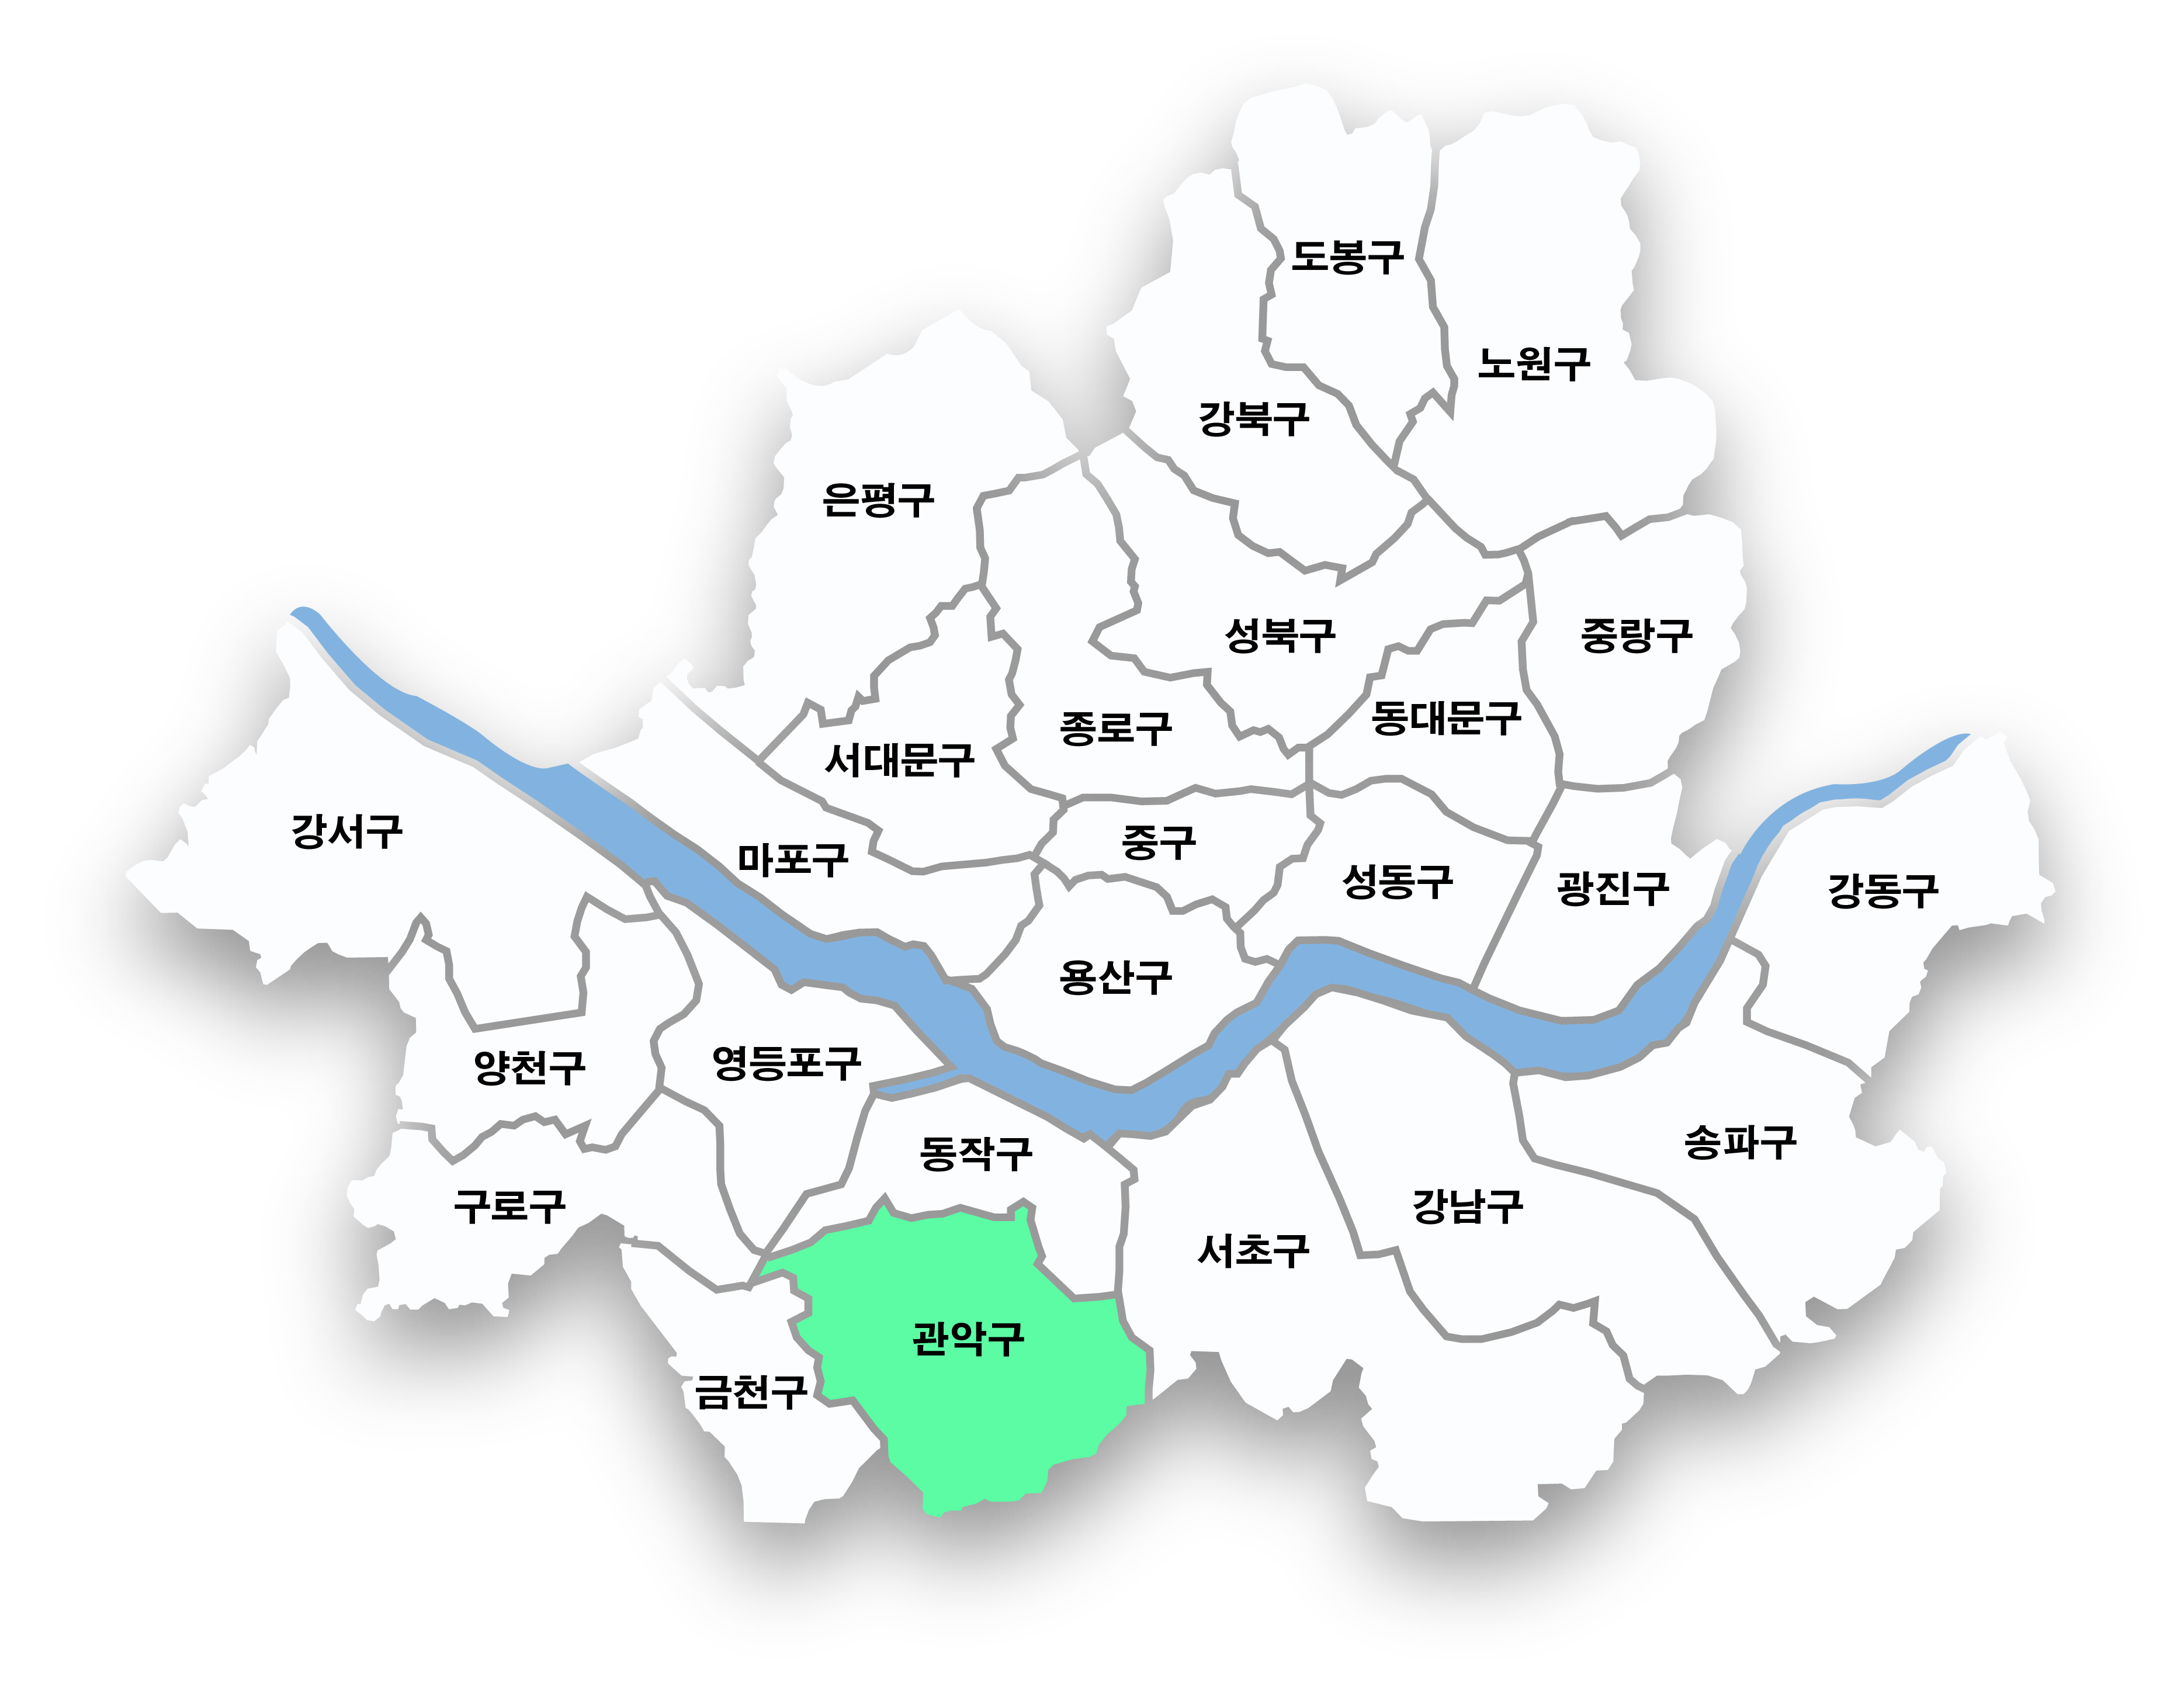 도봉구
노원구
강북구
은평구
성북구
중랑구
동대문구
종로구
서대문구
강서구
중구
마포구
성동구
광진구
강동구
용산구
양천구
영등포구
송파구
동작구
구로구
강남구
서초구
관악구
금천구